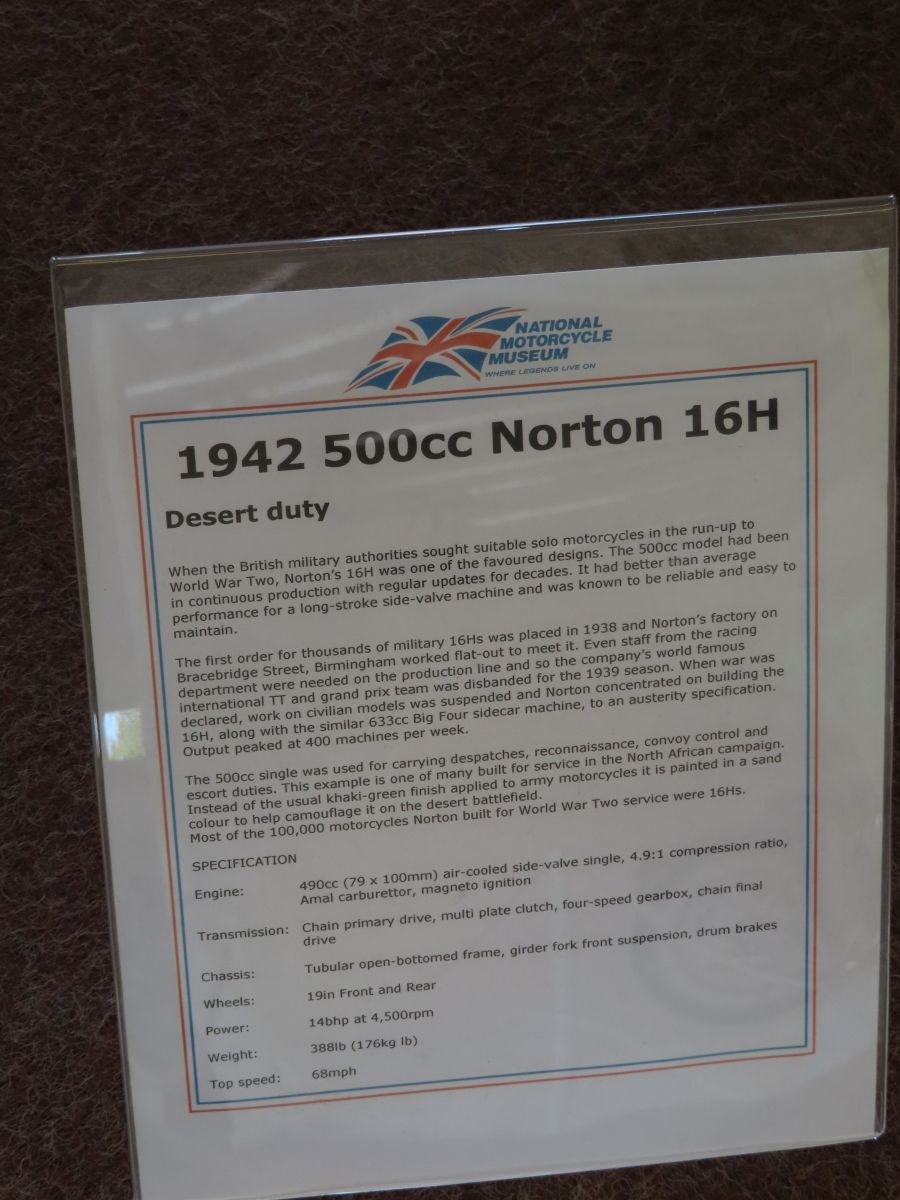 NATIONAL
MOTORCYCLE
MUSEUM
WHERE LEGENDS LIVE ON
1942 500cc Norton 16H
Desert duty
When the British military authorities sought suitable solo motorcycles in the run-up to
World War Two, Norton's 16H was one of the favoured designs. The 500cc model had been
in continuous production with regular updates for decades. It had better than average
performance for a long-stroke side-valve machine and was known to be reliable and easy to
maintain.
The first order for thousands of military 16Hs was placed in 1938 and Norton's factory on
Bracebridge Street, Birmingham worked flat-out to meet it. Even staff from the racing
department were needed on the production line and so the company's world famous
international TT and grand prix team was disbanded for the 1939 season. When war was
declared, work on civilian models was suspended and Norton concentrated on building the
16H, along with the similar 633cc Big Four sidecar machine, to an austerity specification.
Output peaked at 400 machines per week.
The 500cc single was used for carrying despatches, reconnaissance, convoy control and
escort duties. This example is one of many built for service in the North African campaign.
Instead of the usual khaki-green finish applied to army motorcycles it is painted in a sand
colour to help camouflage it on the desert battlefield.
Most of the 100,000 motorcycles Norton built for World War Two service were 16Hs.
SPECIFICATION
Engine: 490cc (79 x 100mm) air-cooled side-valve single, 4.9:1 compression ratio,
Amal carburettor, magneto ignition
Transmission: Chain primary drive, multi plate clutch, four-speed gearbox, chain final
drive
Chassis: Tubular open-bottomed frame, girder fork front suspension, drum brakes
Wheels: 19in Front and Rear
Power: 14bhp at 4,500rpm
Weight: 388lb (176kg lb)
Top speed: 68mph